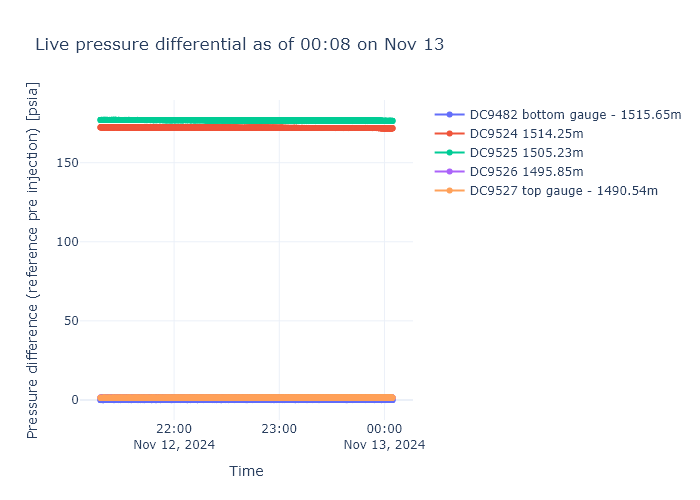 Live pressure differential as of 00:08 on Nov 13
Pressure difference (reference pre injection) [psia]
150
100
50
0
22:00
Nov 12, 2024
23:00
00:00
Nov 13, 2024
Time
DC9482 bottom gauge - 1515.65m
DC9524 1514.25m
DC9525 1505.23m
DC9526 1495.85m
DC9527 top gauge - 1490.54m